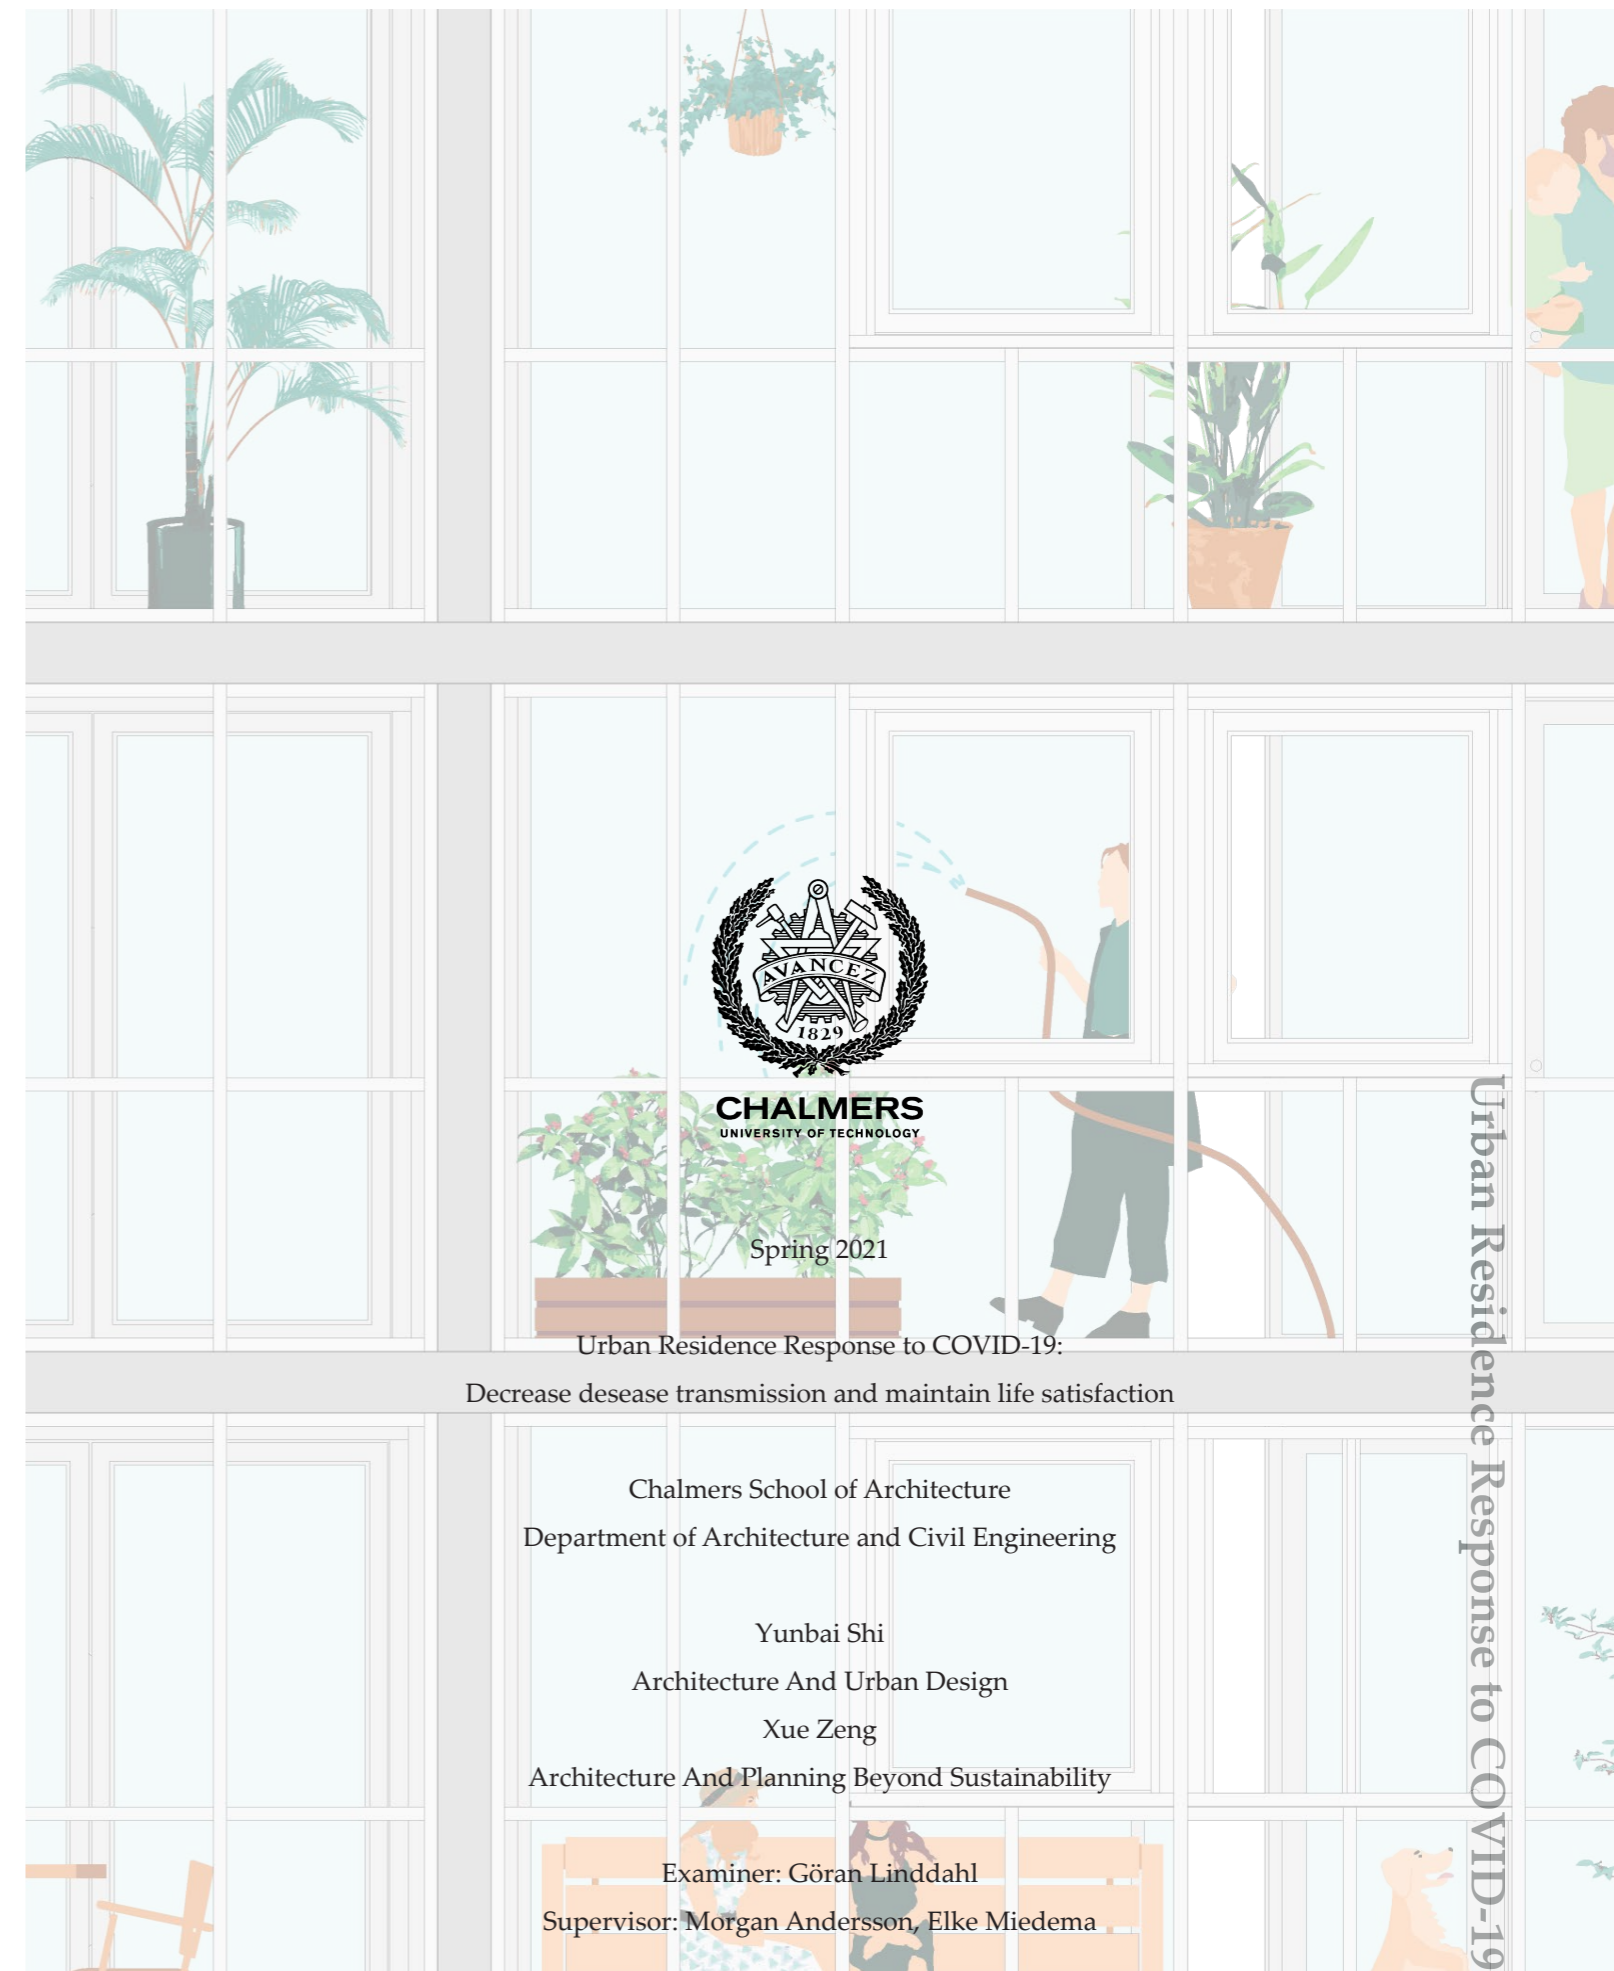 AVANCEZ
1829
CHALMERS
UNIVERSITY OF TECHNOLOGY
Spring 2021
Urban Residence Response to COVID-19:
Decrease desease transmission and maintain life satisfaction
Chalmers School of Architecture
Department of Architecture and Civil Engineering
Yunbai Shi
Architecture And Urban Design
Xue Zeng
Architecture And Planning Beyond Sustainability
Examiner: Göran Linddahl
Supervisor: Morgan Andersson, Elke Miedema
Urban Residence Response to COVID-19